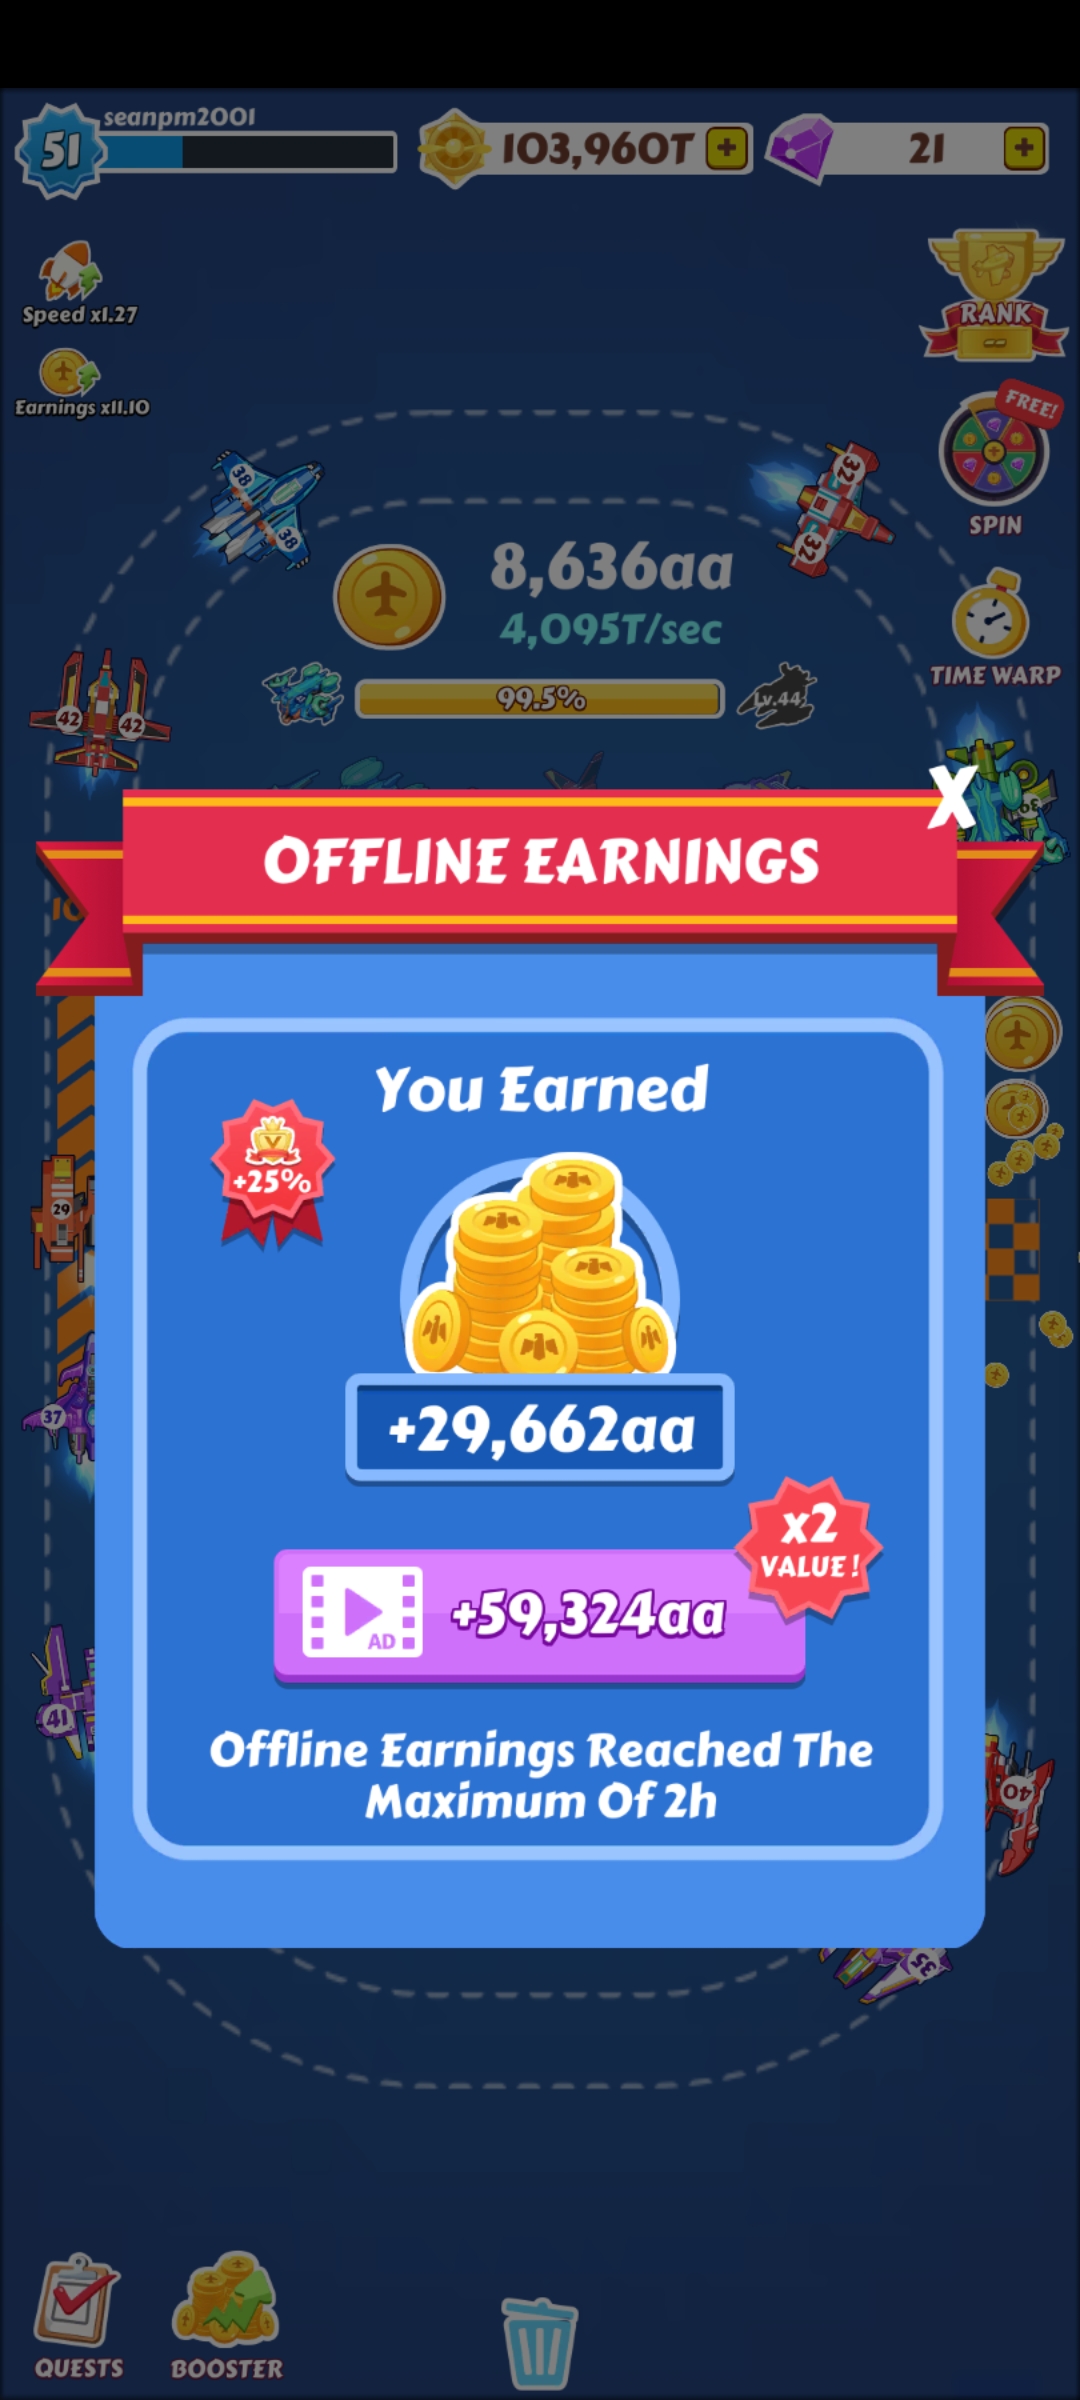 seanpm2001
51
103,960T
21
Speed x1.27
RANK
--
Earnings x11.10
FREE!
SPIN
38
38
32
32
8,636aa
4,095T/sec
TIME WARP
99.5%
Lv.44
42
42
39
X
OFFLINE EARNINGS
You Earned
V
+25%
29
+29,662aa
37
x2
VALUE!
AD
+59,324aa
41
Offline Earnings Reached The
Maximum Of 2h
40
35
QUESTS
BOOSTER